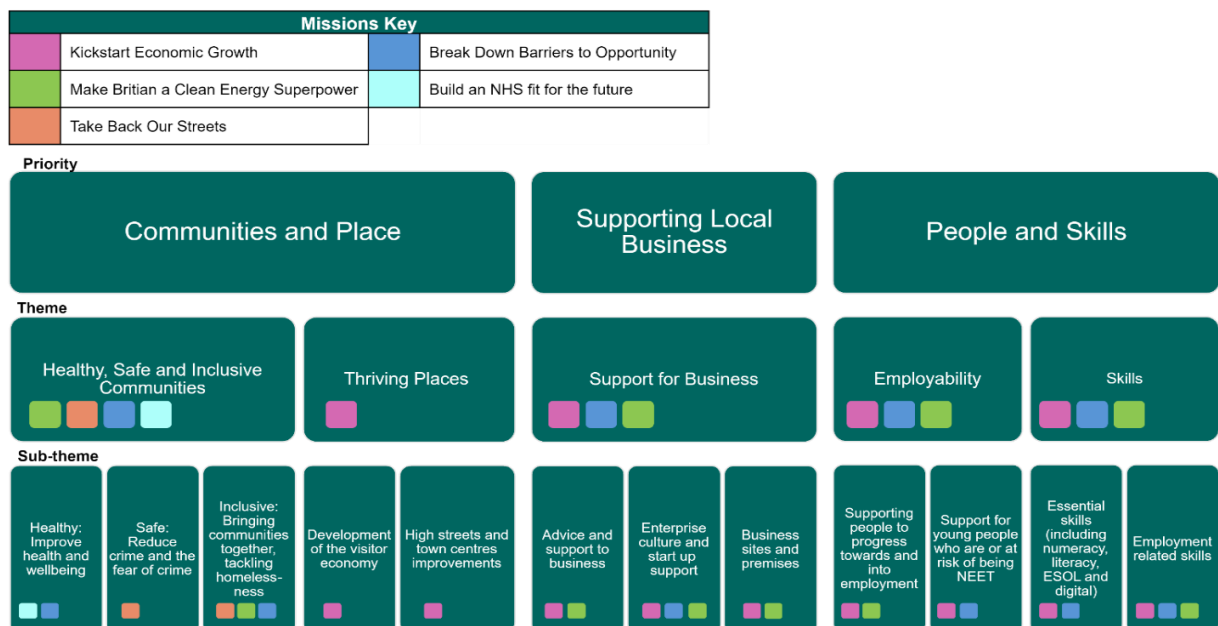 Missions Key
Kickstart Economic Growth
Break Down Barriers to Opportunity
Make Britian a Clean Energy Superpower
Build an NHS fit for the future
Take Back Our Streets
Priority
Communities and Place
Supporting Local
Business
People and Skills
Theme
Healthy, Safe and Inclusive
Communities
Thriving Places
Support for Business
Employability
Skills
Sub-theme
Healthy:
Improve
health and
wellbeing
Safe:
Reduce
crime and the
fear of crime
Inclusive:
Bringing
communities
together,
tackling
homeless-
ness
Development
of the visitor
economy
High streets and
town centres
improvements
Advice and
support to
business
Enterprise
culture and
start up
support
Business
sites and
premises
Supporting
people to
progress
towards and
into
employment
Support for
young people
who are or at
risk of being
NEET
Essential
skills
(including
numeracy,
literacy,
ESOL and
digital)
Employment
related skills